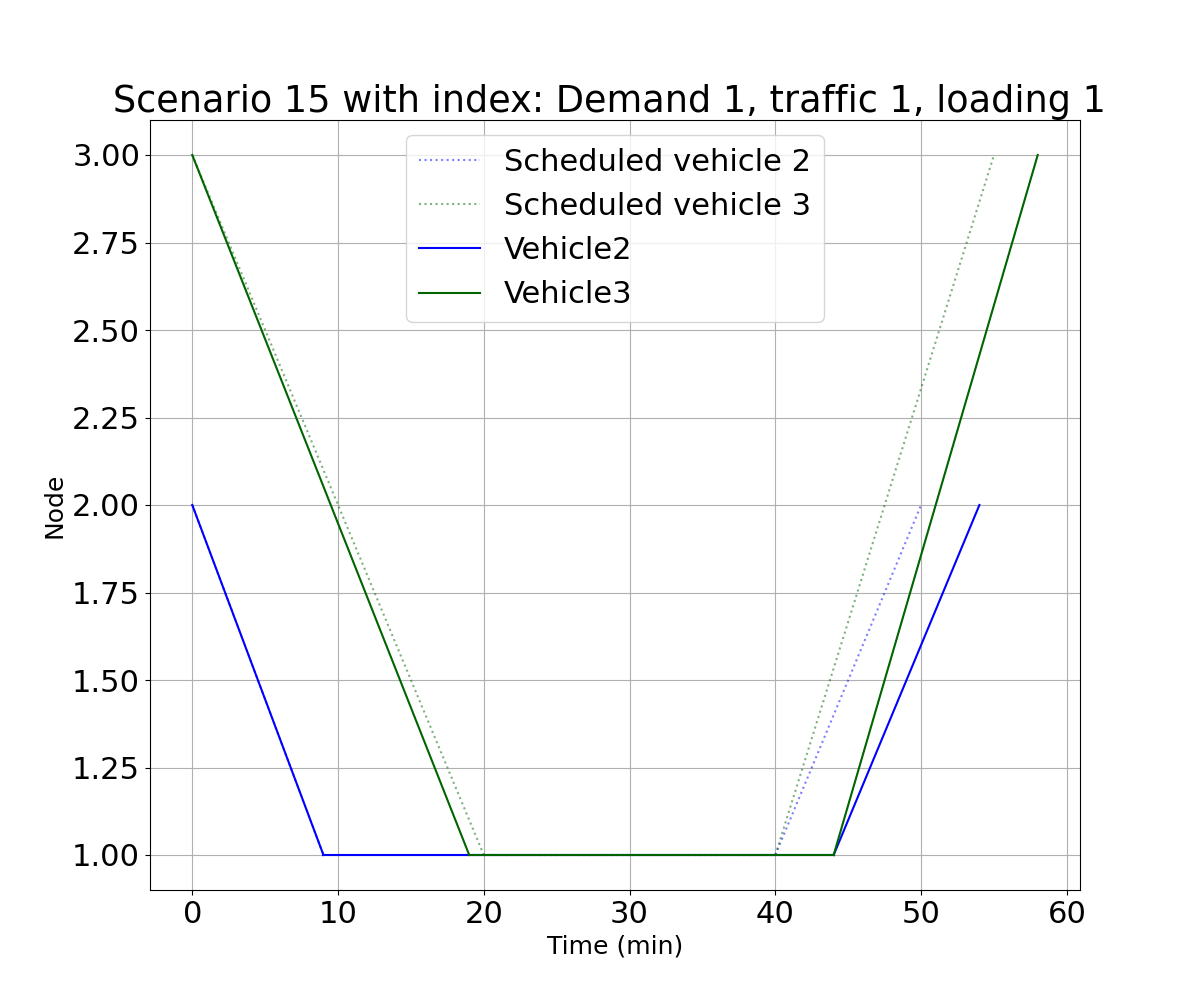 Scenario 15 with index: Demand 1, traffic 1, loading 1
Scheduled vehicle 2
Scheduled vehicle 3
Vehicle2
Vehicle3
3.00
2.75
2.50
2.25
2.00
1.75
1.50
1.25
1.00
Node
0 10 20 30 40 50 60
Time (min)